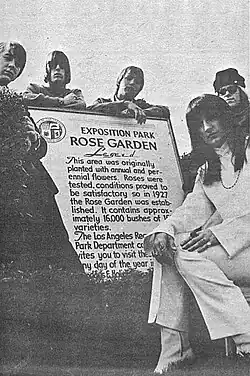 EXPOSITION PARK
ROSE GARDEN
This area was originally
planted with annual and per-
ennial flowers. Roses were
tested, conditions proved to
be satisfactory so in 1927
the Rose Garden was estab-
lished. It contains approx-
imately 16,000 bushes of
varieties.
The Los Angeles Rec
Park Department co
vites you to visit the
any day of the year